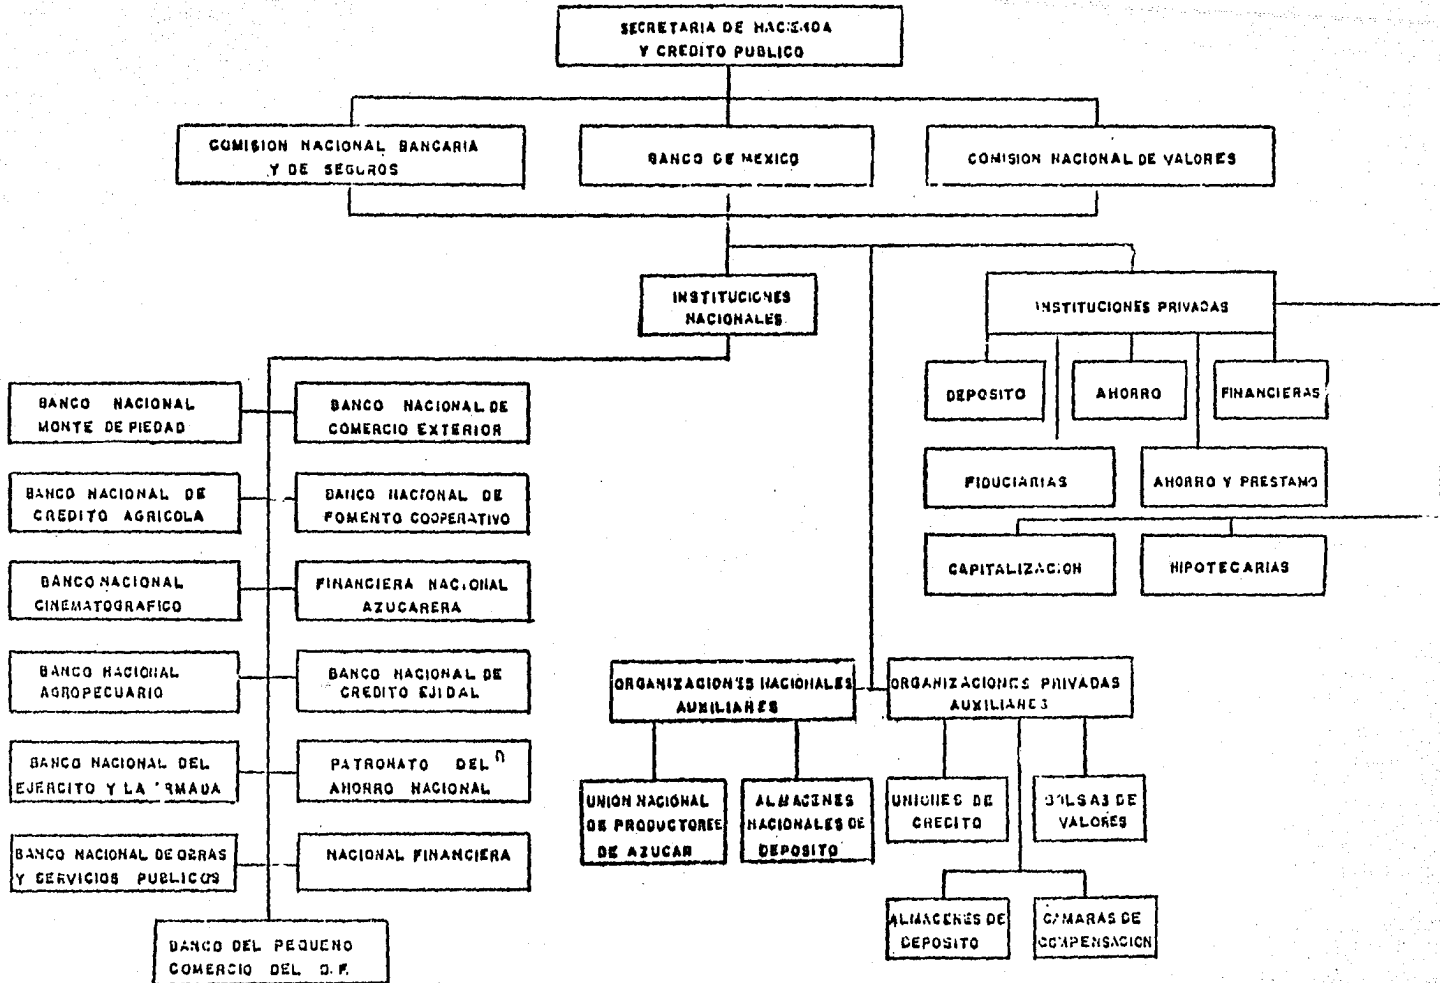 SECRETARIA DE HACIENDA
Y CREDITO PUBLICO
COMISION NACIONAL BANCARIA
Y DE SEGUROS
BANCO DE MEXICO
COMISION NACIONAL DE VALORES
INSTITUCIONES
NACIONALES
INSTITUCIONES PRIVADAS
DEPOSITO
AHORRO
FINANCIERAS
FIDUCIARIAS
AHORRO Y PRESTAMO
CAPITALIZACION
HIPOTECARIAS
BANCO NACIONAL
MONTE DE PIEDAD
BANCO NACIONAL DE
COMERCIO EXTERIOR
BANCO NACIONAL DE
CREDITO AGRICOLA
BANCO NACIONAL DE
FOMENTO COOPERATIVO
BANCO NACIONAL
CINEMATOGRAFICO
FINANCIERA NACIONAL
AZUCARERA
BANCO NACIONAL
AGROPECUARIO
BANCO NACIONAL DE
CREDITO EJIDAL
BANCO NACIONAL DEL
EJERCITO Y LA ARMADA
PATRONATO DEL
AHORRO NACIONAL
BANCO NACIONAL DE OBRAS
Y SERVICIOS PUBLICOS
NACIONAL FINANCIERA
BANCO DEL PEQUENO
COMERCIO DEL D.F.
ORGANIZACIONES NACIONALES
AUXILIARES
ORGANIZACIONES PRIVADAS
AUXILIARES
UNION NACIONAL
DE PRODUCTORES
DE AZUCAR
ALMACENES
NACIONALES DE
DEPOSITO
UNIONES DE
CREDITO
BOLSAS DE
VALORES
ALMACENES DE
DEPOSITO
CAMARAS DE
COMPENSACION